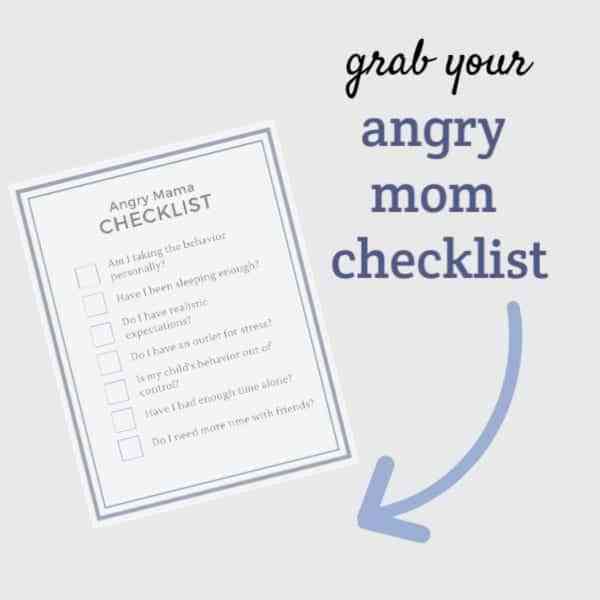 grab your
angry
mom
checklist
Angry Mama
CHECKLIST
Am I taking the behavior
personally?
Have I been sleeping enough?
Do I have realistic
expectations?
Do I have an outlet for stress?
Is my child's behavior out of
control?
Have I had enough time alone?
Do I need more time with friends?